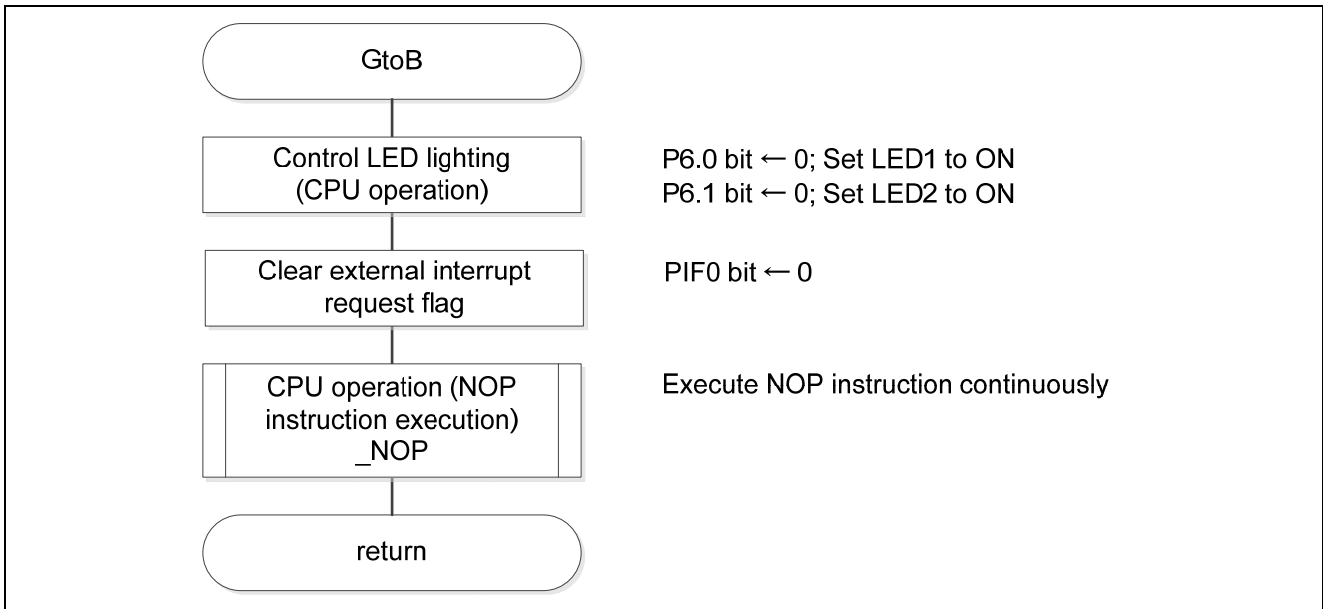 GtoB
Control LED lighting
(CPU operation)
P6.0 bit ← 0; Set LED1 to ON
P6.1 bit ← 0; Set LED2 to ON
Clear external interrupt
request flag
PIF0 bit ← 0
CPU operation (NOP
instruction execution)
_NOP
Execute NOP instruction continuously
return